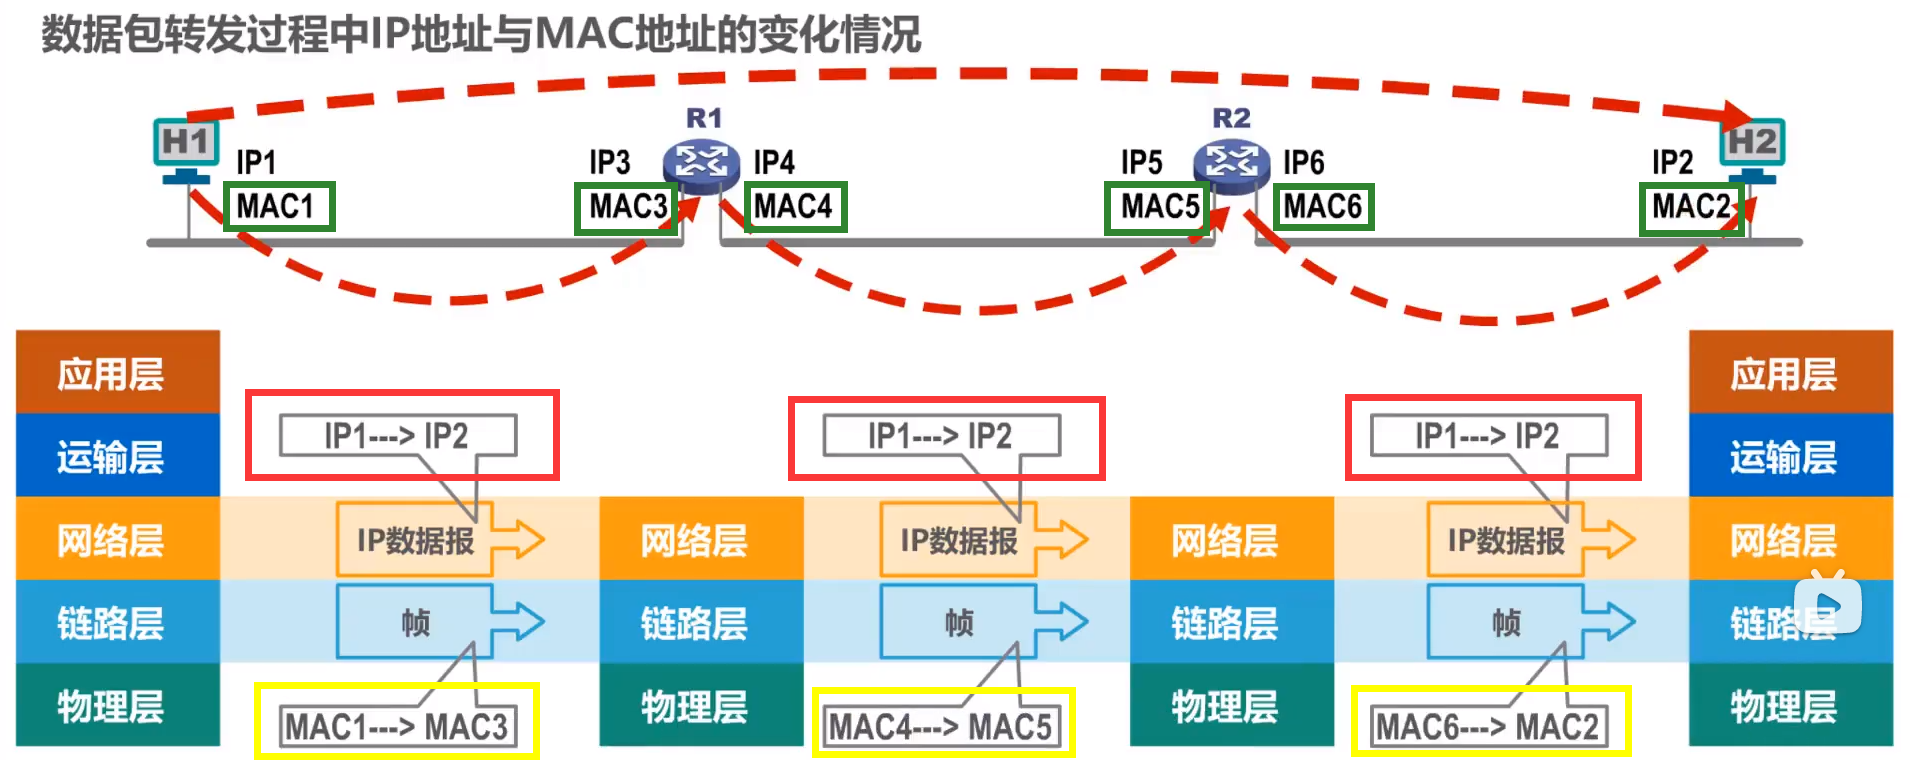 数据包转发过程中IP地址与MAC地址的变化情况
H1
R1
R2
H2
IP1
IP3
IP4
IP5
IP6
IP2
MAC1
MAC3
MAC4
MAC5
MAC6
MAC2
应用层
应用层
运输层
IP1---> IP2
IP1---> IP2
IP1---> IP2
运输层
网络层
IP数据报
网络层
IP数据报
网络层
IP数据报
网络层
链路层
帧
链路层
帧
链路层
帧
链路层
物理层
MAC1---> MAC3
物理层
MAC4---> MAC5
物理层
MAC6---> MAC2
物理层